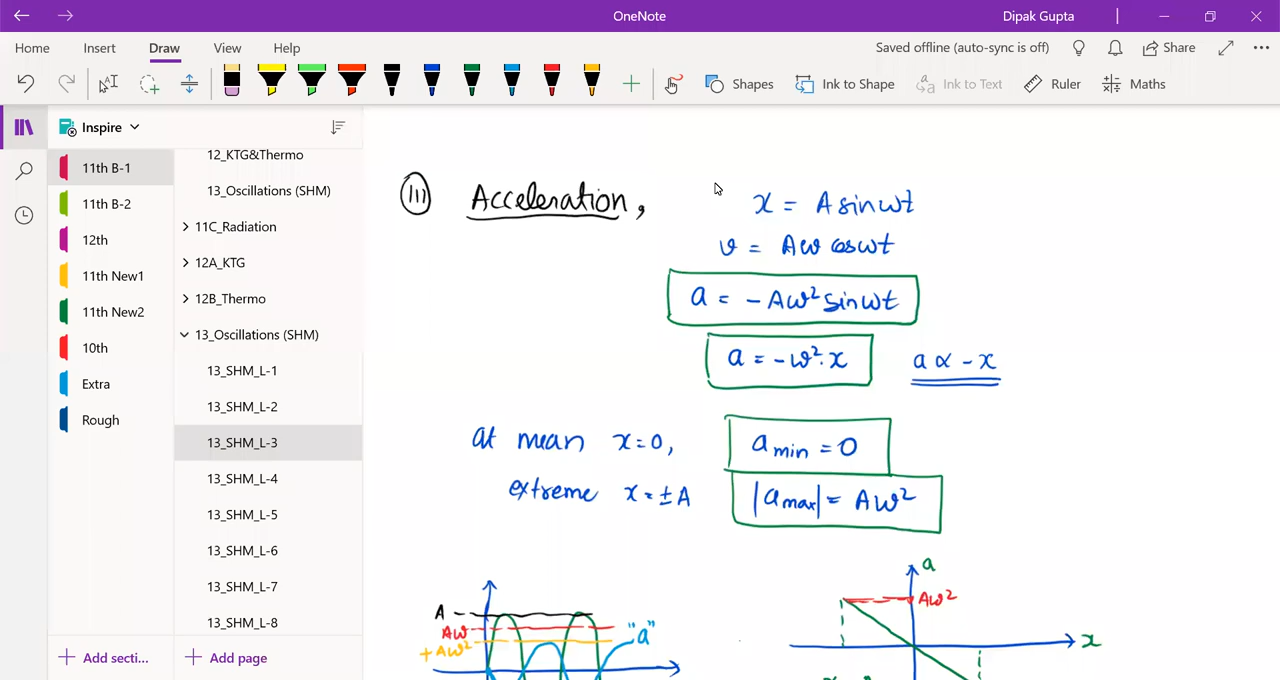 OneNote
Dipak Gupta
Home Insert Draw View Help
Saved offline (auto-sync is off)
Share
Shapes
Ink to Shape
Ink to Text
Ruler
Maths
Inspire
11th B-1
11th B-2
12th
11th New1
11th New2
10th
Extra
Rough
Add secti...
12_KTG&Thermo
13_Oscillations (SHM)
11C_Radiation
12A_KTG
12B_Thermo
13_Oscillations (SHM)
13_SHM_L-1
13_SHM_L-2
13_SHM_L-3
13_SHM_L-4
13_SHM_L-5
13_SHM_L-6
13_SHM_L-7
13_SHM_L-8
Add page
(III) Acceleration,
x = A sinωt
v = Aω cosωt
a = -Aω² sinωt
a = -ω²·x a ∝ -x
at mean x=0, a min = 0
extreme x = ±A |a max| = Aω²
A
Aω
+Aω²
"a"
a
Aω²
x